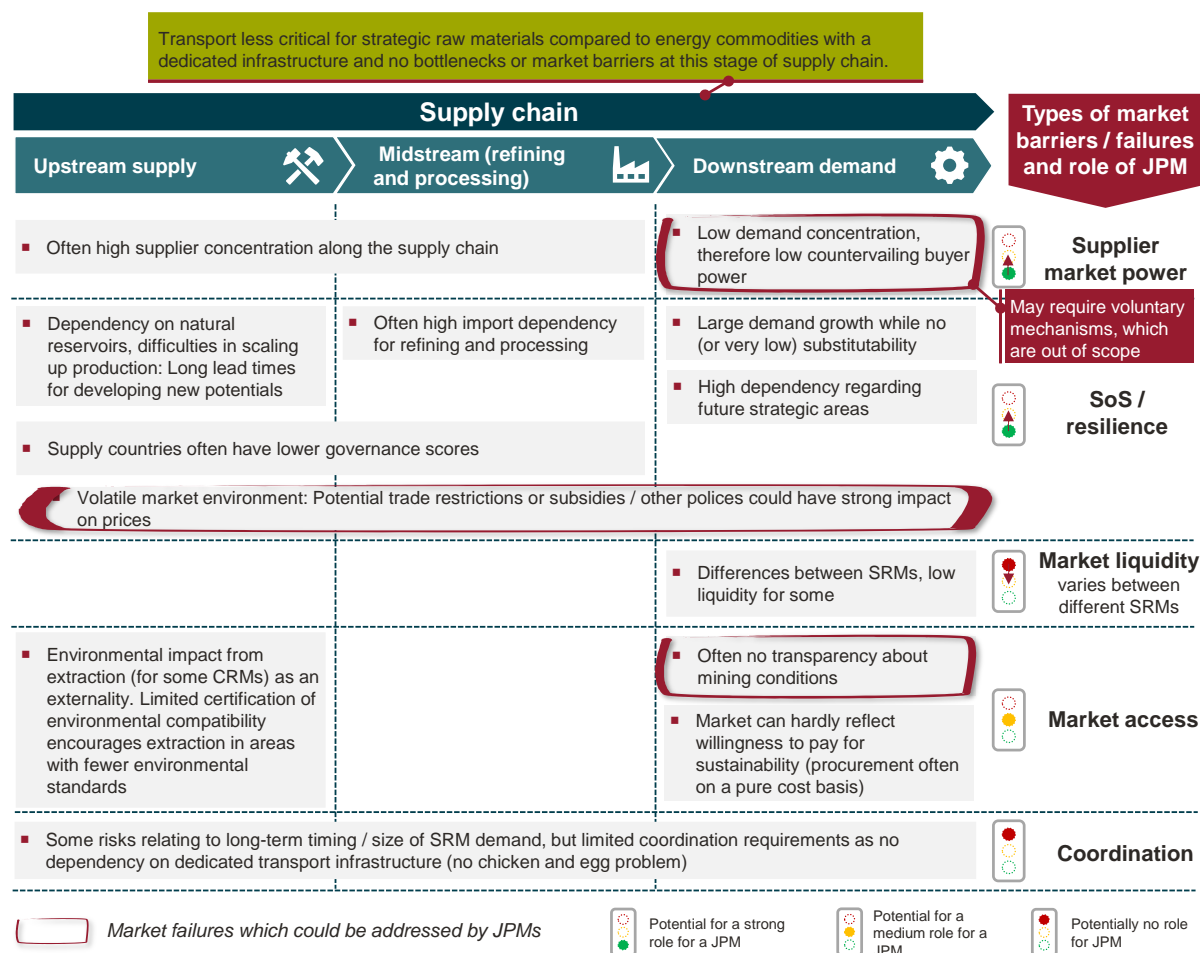 Transport less critical for strategic raw materials compared to energy commodities with a
dedicated infrastructure and no bottlenecks or market barriers at this stage of supply chain.
Supply chain
Types of market
barriers / failures
and role of JPM
Upstream supply
Midstream (refining
and processing)
Downstream demand
Often high supplier concentration along the supply chain
Low demand concentration,
therefore low countervailing buyer
power
Supplier
market power
May require voluntary
mechanisms, which
are out of scope
Dependency on natural
reservoirs, difficulties in scaling
up production: Long lead times
for developing new potentials
Often high import dependency
for refining and processing
Large demand growth while no
(or very low) substitutability
High dependency regarding
future strategic areas
SoS /
resilience
Supply countries often have lower governance scores
Volatile market environment: Potential trade restrictions or subsidies / other polices could have strong impact
on prices
Differences between SRMs, low
liquidity for some
Market liquidity
varies between
different SRMs
Environmental impact from
extraction (for some CRMs) as an
externality. Limited certification of
environmental compatibility
encourages extraction in areas
with fewer environmental
standards
Often no transparency about
mining conditions
Market can hardly reflect
willingness to pay for
sustainability (procurement often
on a pure cost basis)
Market access
Some risks relating to long-term timing / size of SRM demand, but limited coordination requirements as no
dependency on dedicated transport infrastructure (no chicken and egg problem)
Coordination
Market failures which could be addressed by JPMs
Potential for a strong
role for a JPM
Potential for a
medium role for a
JPM
Potentially no role
for JPM